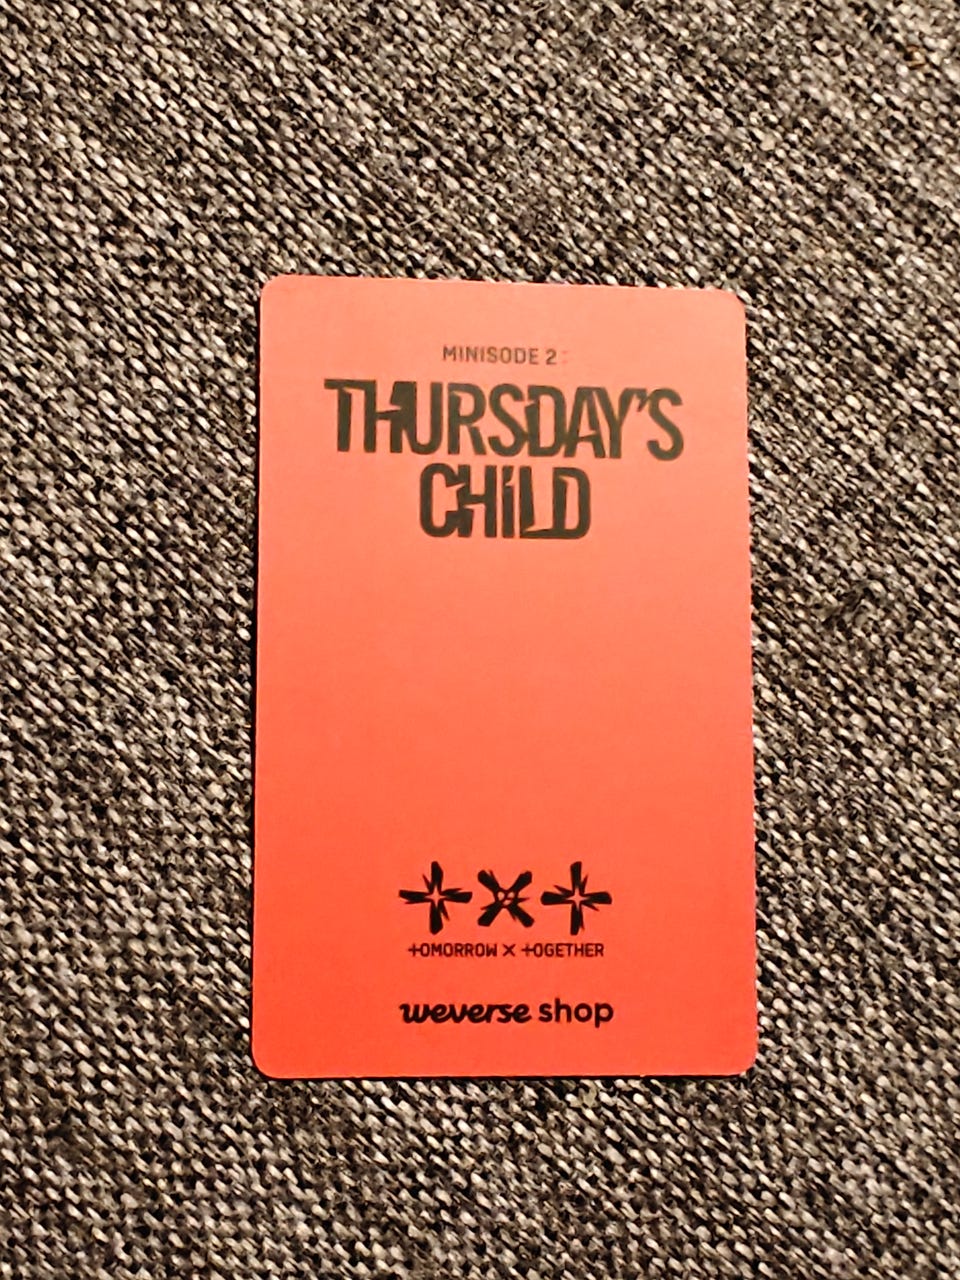 MINISODE 2:
THURSDAY'S
CHiLD
TOMORROW X TOGETHER
weverse shop